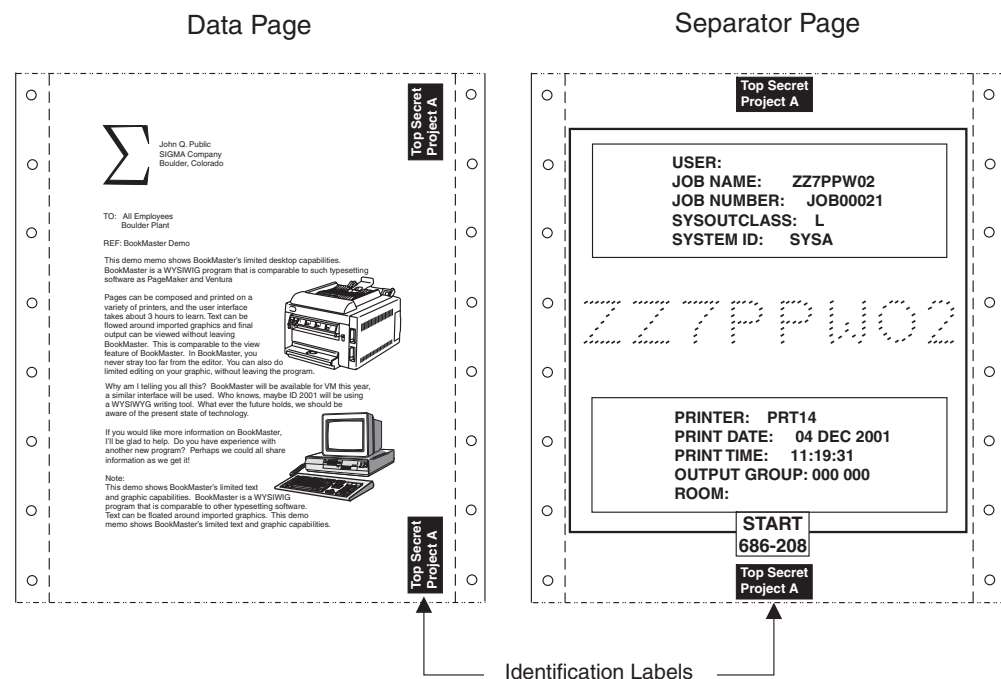 Data Page
Top Secret
Project A
John Q. Public
SIGMA Company
Boulder, Colorado
TO: All Employees
Boulder Plant
REF: BookMaster Demo
This demo memo shows BookMaster's limited desktop capabilities.
BookMaster is a WYSIWIG program that is comparable to such typesetting
software as PageMaker and Ventura
Pages can be composed and printed on a
variety of printers, and the user interface
takes about 3 hours to learn. Text can be
flowed around imported graphics and final
output can be viewed without leaving
BookMaster. This is comparable to the view
feature of BookMaster. In BookMaster, you
never stray too far from the editor. You can also do
limited editing on your graphic, without leaving the program.
Why am I telling you all this? BookMaster will be available for VM this year,
a similar interface will be used. Who knows, maybe ID 2001 will be using
a WYSIWYG writing tool. What ever the future holds, we should be
aware of the present state of technology.
If you would like more information on BookMaster,
I'll be glad to help. Do you have experience with
another new program? Perhaps we could all share
information as we get it!
Note:
This demo shows BookMaster's limited text
and graphic capabilities. BookMaster is a WYSIWIG
program that is comparable to other typesetting software.
Text can be floated around imported graphics. This demo
memo shows BookMaster's limited text and graphic capabilities.
Top Secret
Project A
Separator Page
Top Secret
Project A
USER:
JOB NAME: ZZ7PPW02
JOB NUMBER: JOB00021
SYSOUTCLASS: L
SYSTEM ID: SYSA
ZZ7PPW02
PRINTER: PRT14
PRINT DATE: 04 DEC 2001
PRINT TIME: 11:19:31
OUTPUT GROUP: 000 000
ROOM:
START
686-208
Top Secret
Project A
Identification Labels